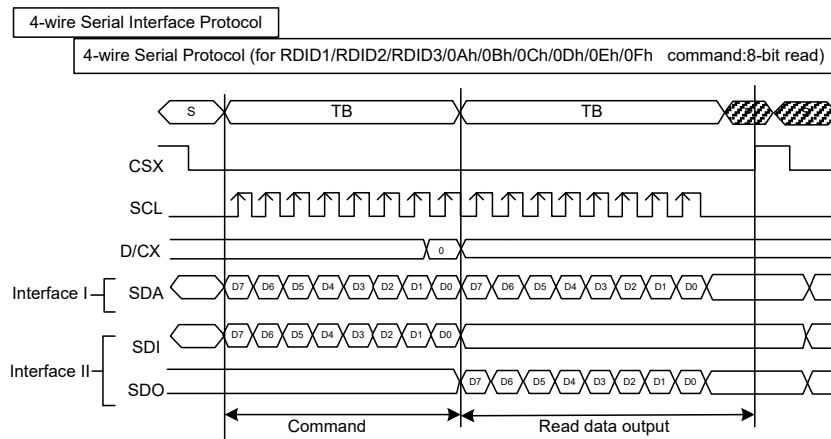 4-wire Serial Interface Protocol
4-wire Serial Protocol (for RDID1/RDID2/RDID3/0Ah/0Bh/0Ch/0Dh/0Eh/0Fh command:8-bit read)
S TB TB
CSX
SCL
D/CX 0
Interface I SDA D7 D6 D5 D4 D3 D2 D1 D0 D7 D6 D5 D4 D3 D2 D1 D0
SDI D7 D6 D5 D4 D3 D2 D1 D0
Interface II
SDO D7 D6 D5 D4 D3 D2 D1 D0
Command Read data output